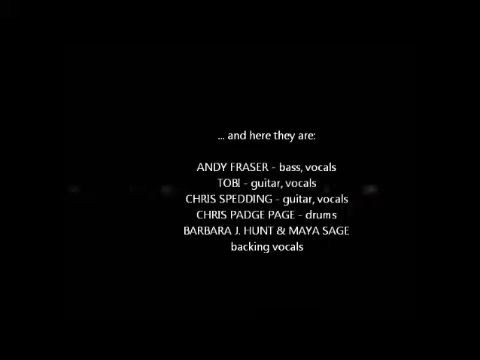 ... and here they are:
ANDY FRASER - bass, vocals
TOBI - guitar, vocals
CHRIS SPEDDING - guitar, vocals
CHRIS PADGE PAGE - drums
BARBARA J. HUNT & MAYA SAGE
backing vocals